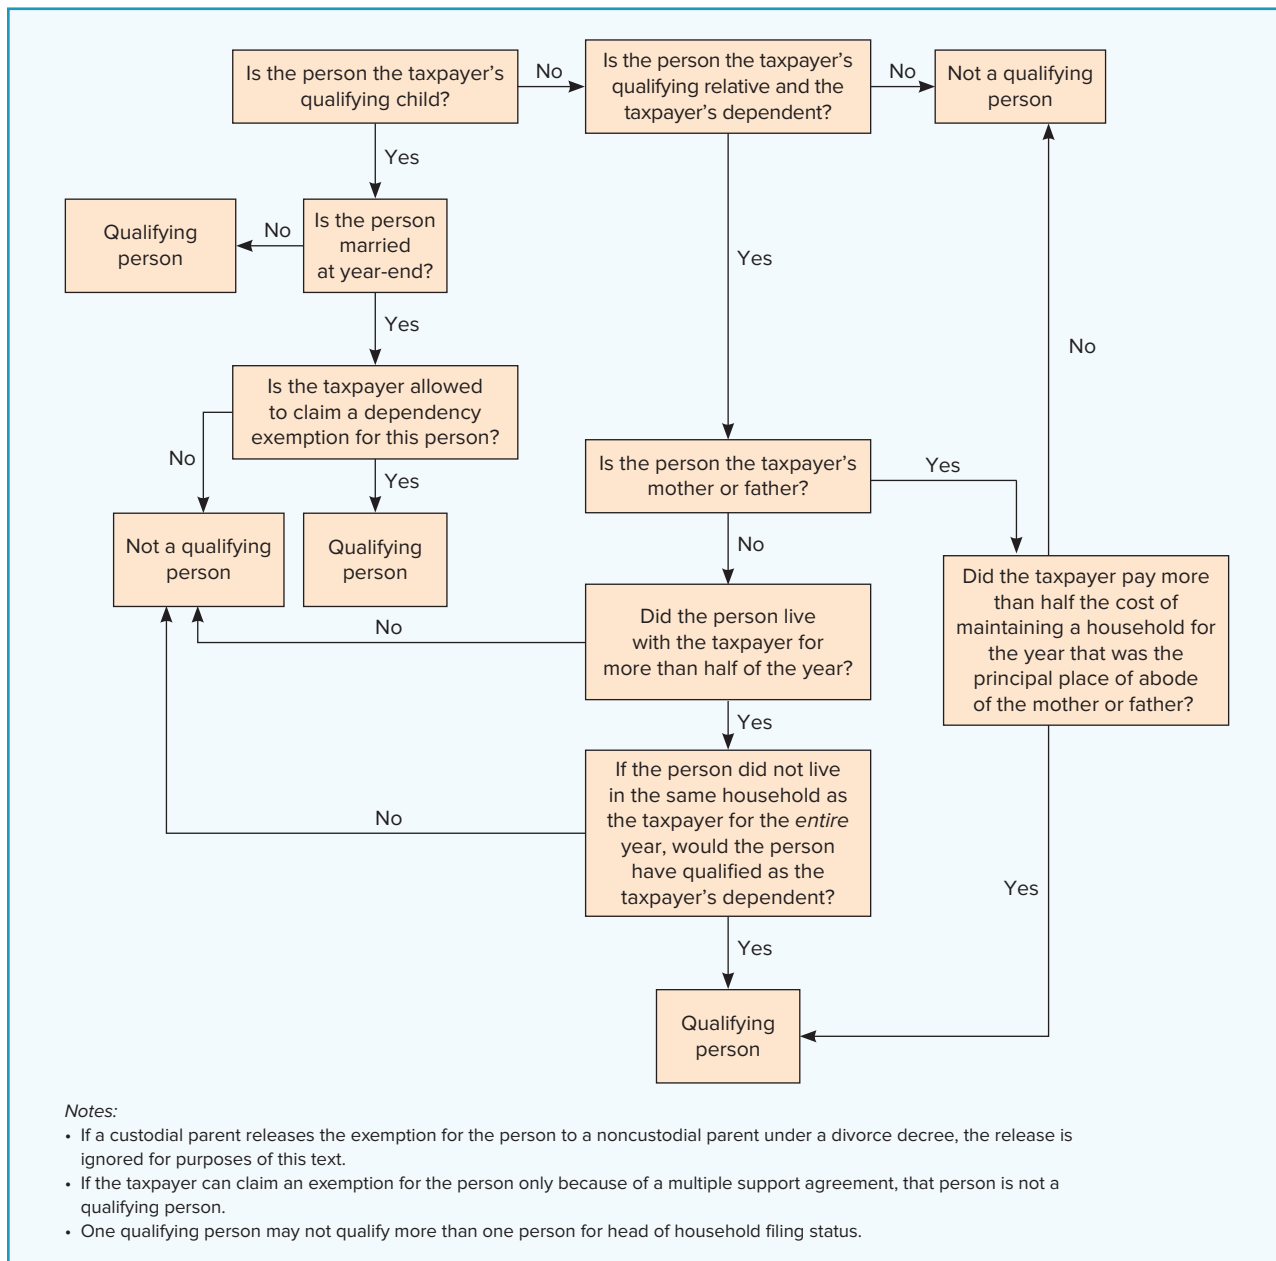 Is the person the taxpayer’s
qualifying child?
No
Is the person the taxpayer’s
qualifying relative and the
taxpayer’s dependent?
No
Not a qualifying
person
Yes
Qualifying
person
No
Is the person
married
at year-end?
Yes
Yes
No
Is the taxpayer allowed
to claim a dependency
exemption for this person?
No
Yes
Is the person the taxpayer’s
mother or father?
Yes
Not a qualifying
person
Qualifying
person
No
Did the taxpayer pay more
than half the cost of
maintaining a household for
the year that was the
principal place of abode
of the mother or father?
Did the person live
with the taxpayer for
more than half of the year?
No
Yes
If the person did not live
in the same household as
the taxpayer for the entire
year, would the person
have qualified as the
taxpayer’s dependent?
No
Yes
Yes
Qualifying
person
Notes:
• If a custodial parent releases the exemption for the person to a noncustodial parent under a divorce decree, the release is
ignored for purposes of this text.
• If the taxpayer can claim an exemption for the person only because of a multiple support agreement, that person is not a
qualifying person.
• One qualifying person may not qualify more than one person for head of household filing status.